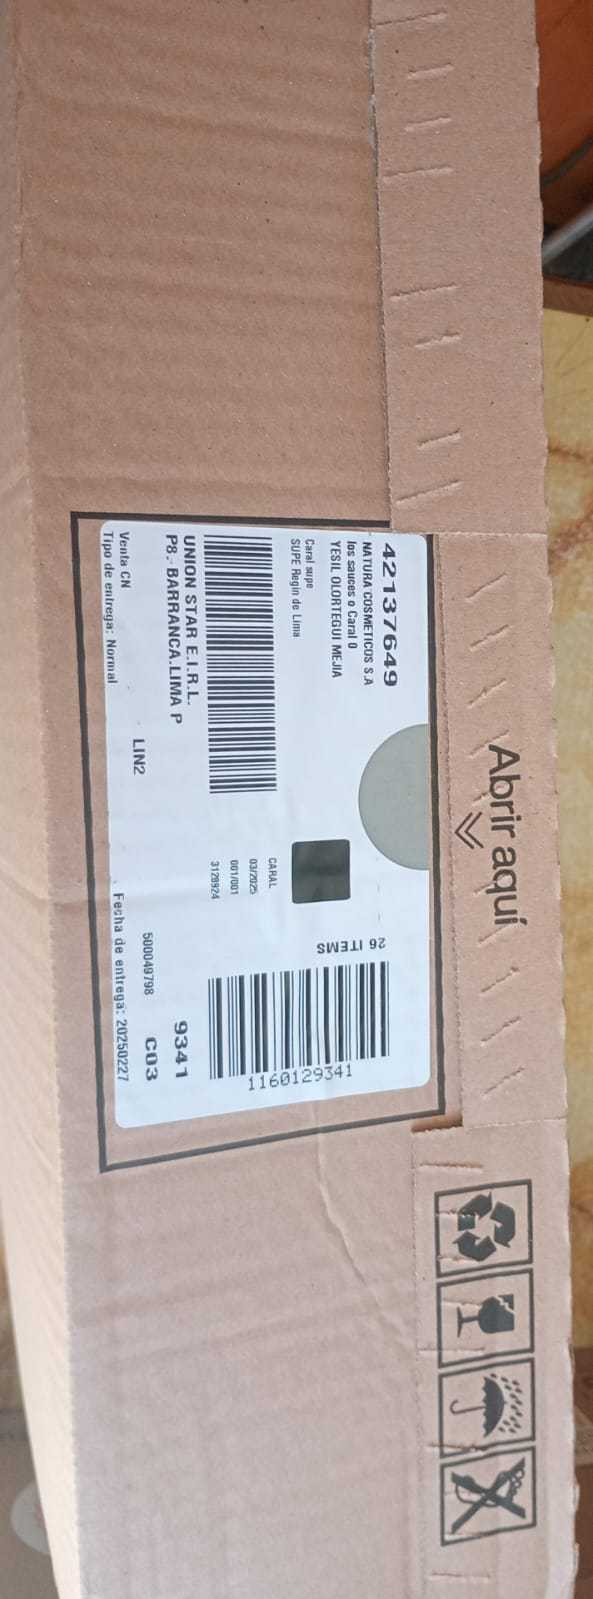 Abrir aquí
42137649
NATURA COSMETICOS S.A
los sauces o Caral 0
YESIL OLORTEGUI MEJIA
Caral supe
SUPE Regin de Lima
26 ITEMS
CARAL
03/2025
001/001
3128924
1160129341
UNION STAR E.I.R.L.
P8.- BARRANCA.LIMA P
9341
LIN2
500049798
C03
Venta CN
Tipo de entrega: Normal
Fecha de entrega: 20250227